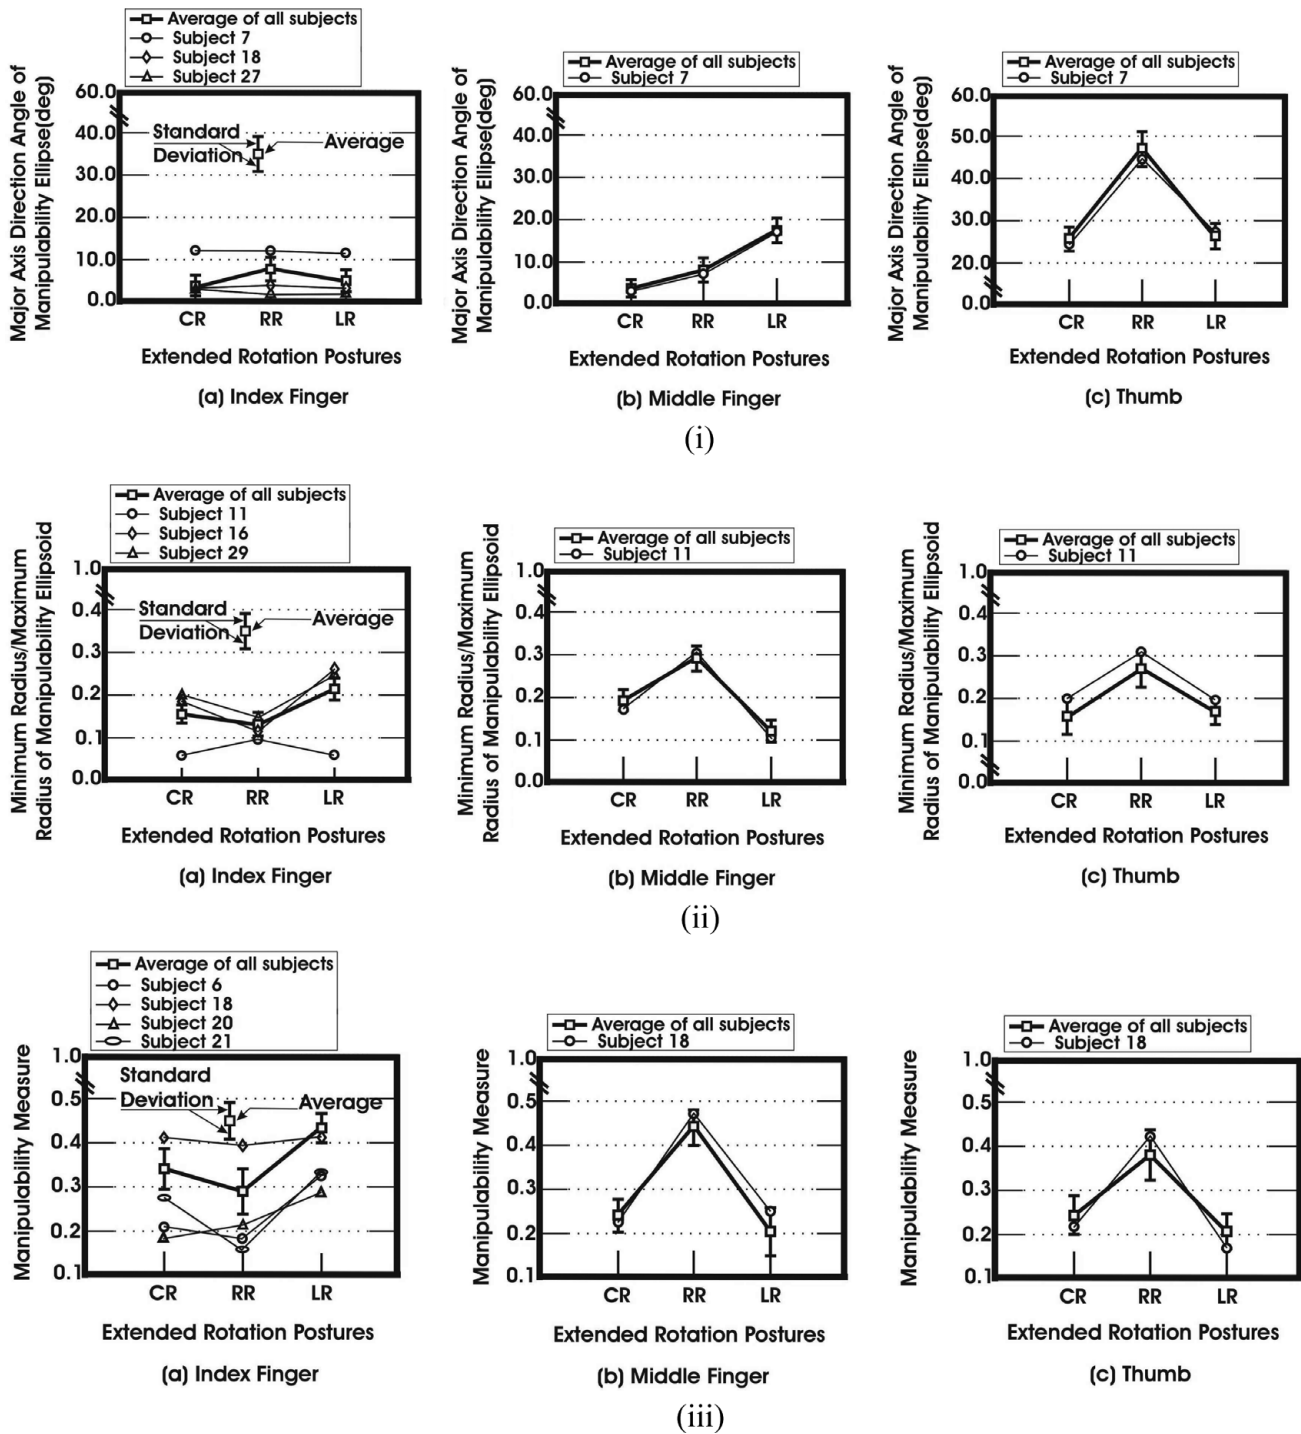 Average of all subjects
Subject 7
Subject 18
Subject 27
Major Axis Direction Angle of
Manipulability Ellipse(deg)
60.0
40.0
30.0
20.0
10.0
0.0
Standard
Deviation
Average
CR RR LR
Extended Rotation Postures
(a) Index Finger
Average of all subjects
Subject 7
Major Axis Direction Angle of
Manipulability Ellipse(deg)
60.0
50.0
40.0
30.0
20.0
10.0
0.0
CR RR LR
Extended Rotation Postures
(b) Middle Finger
Average of all subjects
Subject 7
Major Axis Direction Angle of
Manipulability Ellipse(deg)
60.0
50.0
40.0
30.0
20.0
0.0
CR RR LR
Extended Rotation Postures
(c) Thumb
(i)
Average of all subjects
Subject 11
Subject 16
Subject 29
Minimum Radius/Maximum
Radius of Manipulability Ellipsoid
1.0
0.4
0.3
0.2
0.1
0.0
Standard
Deviation
Average
CR RR LR
Extended Rotation Postures
(a) Index Finger
Average of all subjects
Subject 11
Minimum Radius/Maximum
Radius of Manipulability Ellipsoid
1.0
0.4
0.3
0.2
0.1
0.0
CR RR LR
Extended Rotation Postures
(b) Middle Finger
Average of all subjects
Subject 11
Minimum Radius/Maximum
Radius of Manipulability Ellipsoid
1.0
0.4
0.3
0.2
0.1
0.0
CR RR LR
Extended Rotation Postures
(c) Thumb
(ii)
Average of all subjects
Subject 6
Subject 18
Subject 20
Subject 21
Manipulability Measure
1.0
0.5
0.4
0.3
0.2
0.1
Standard
Deviation
Average
CR RR LR
Extended Rotation Postures
(a) Index Finger
Average of all subjects
Subject 18
Manipulability Measure
1.0
0.5
0.4
0.3
0.2
0.1
CR RR LR
Extended Rotation Postures
(b) Middle Finger
Average of all subjects
Subject 18
Manipulability Measure
1.0
0.5
0.4
0.3
0.2
0.1
CR RR LR
Extended Rotation Postures
(c) Thumb
(iii)